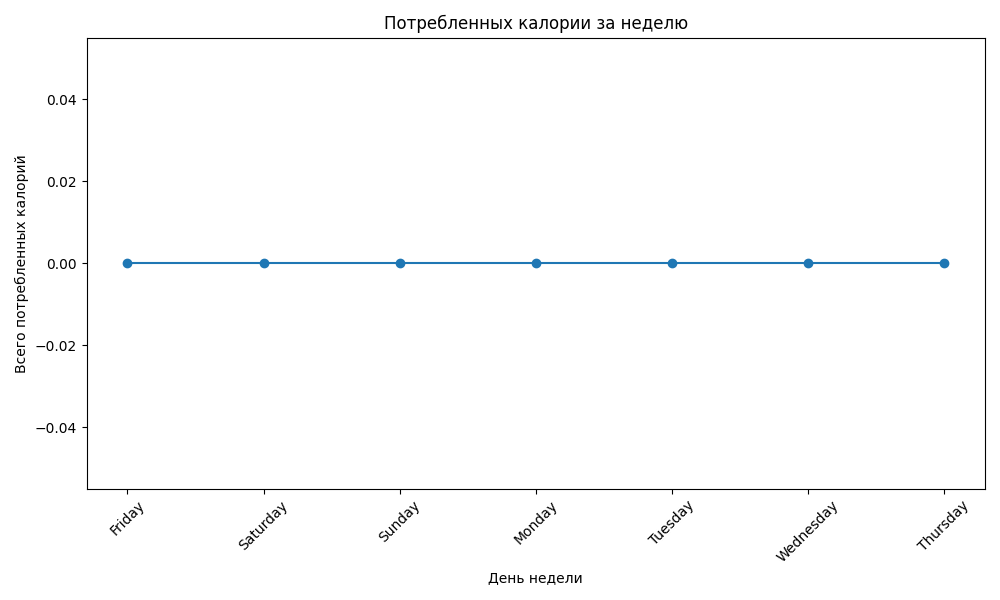 Потребленных калории за неделю
Всего потребленных калорий
0.04
0.02
0.00
−0.02
−0.04
Friday
Saturday
Sunday
Monday
Tuesday
Wednesday
Thursday
День недели